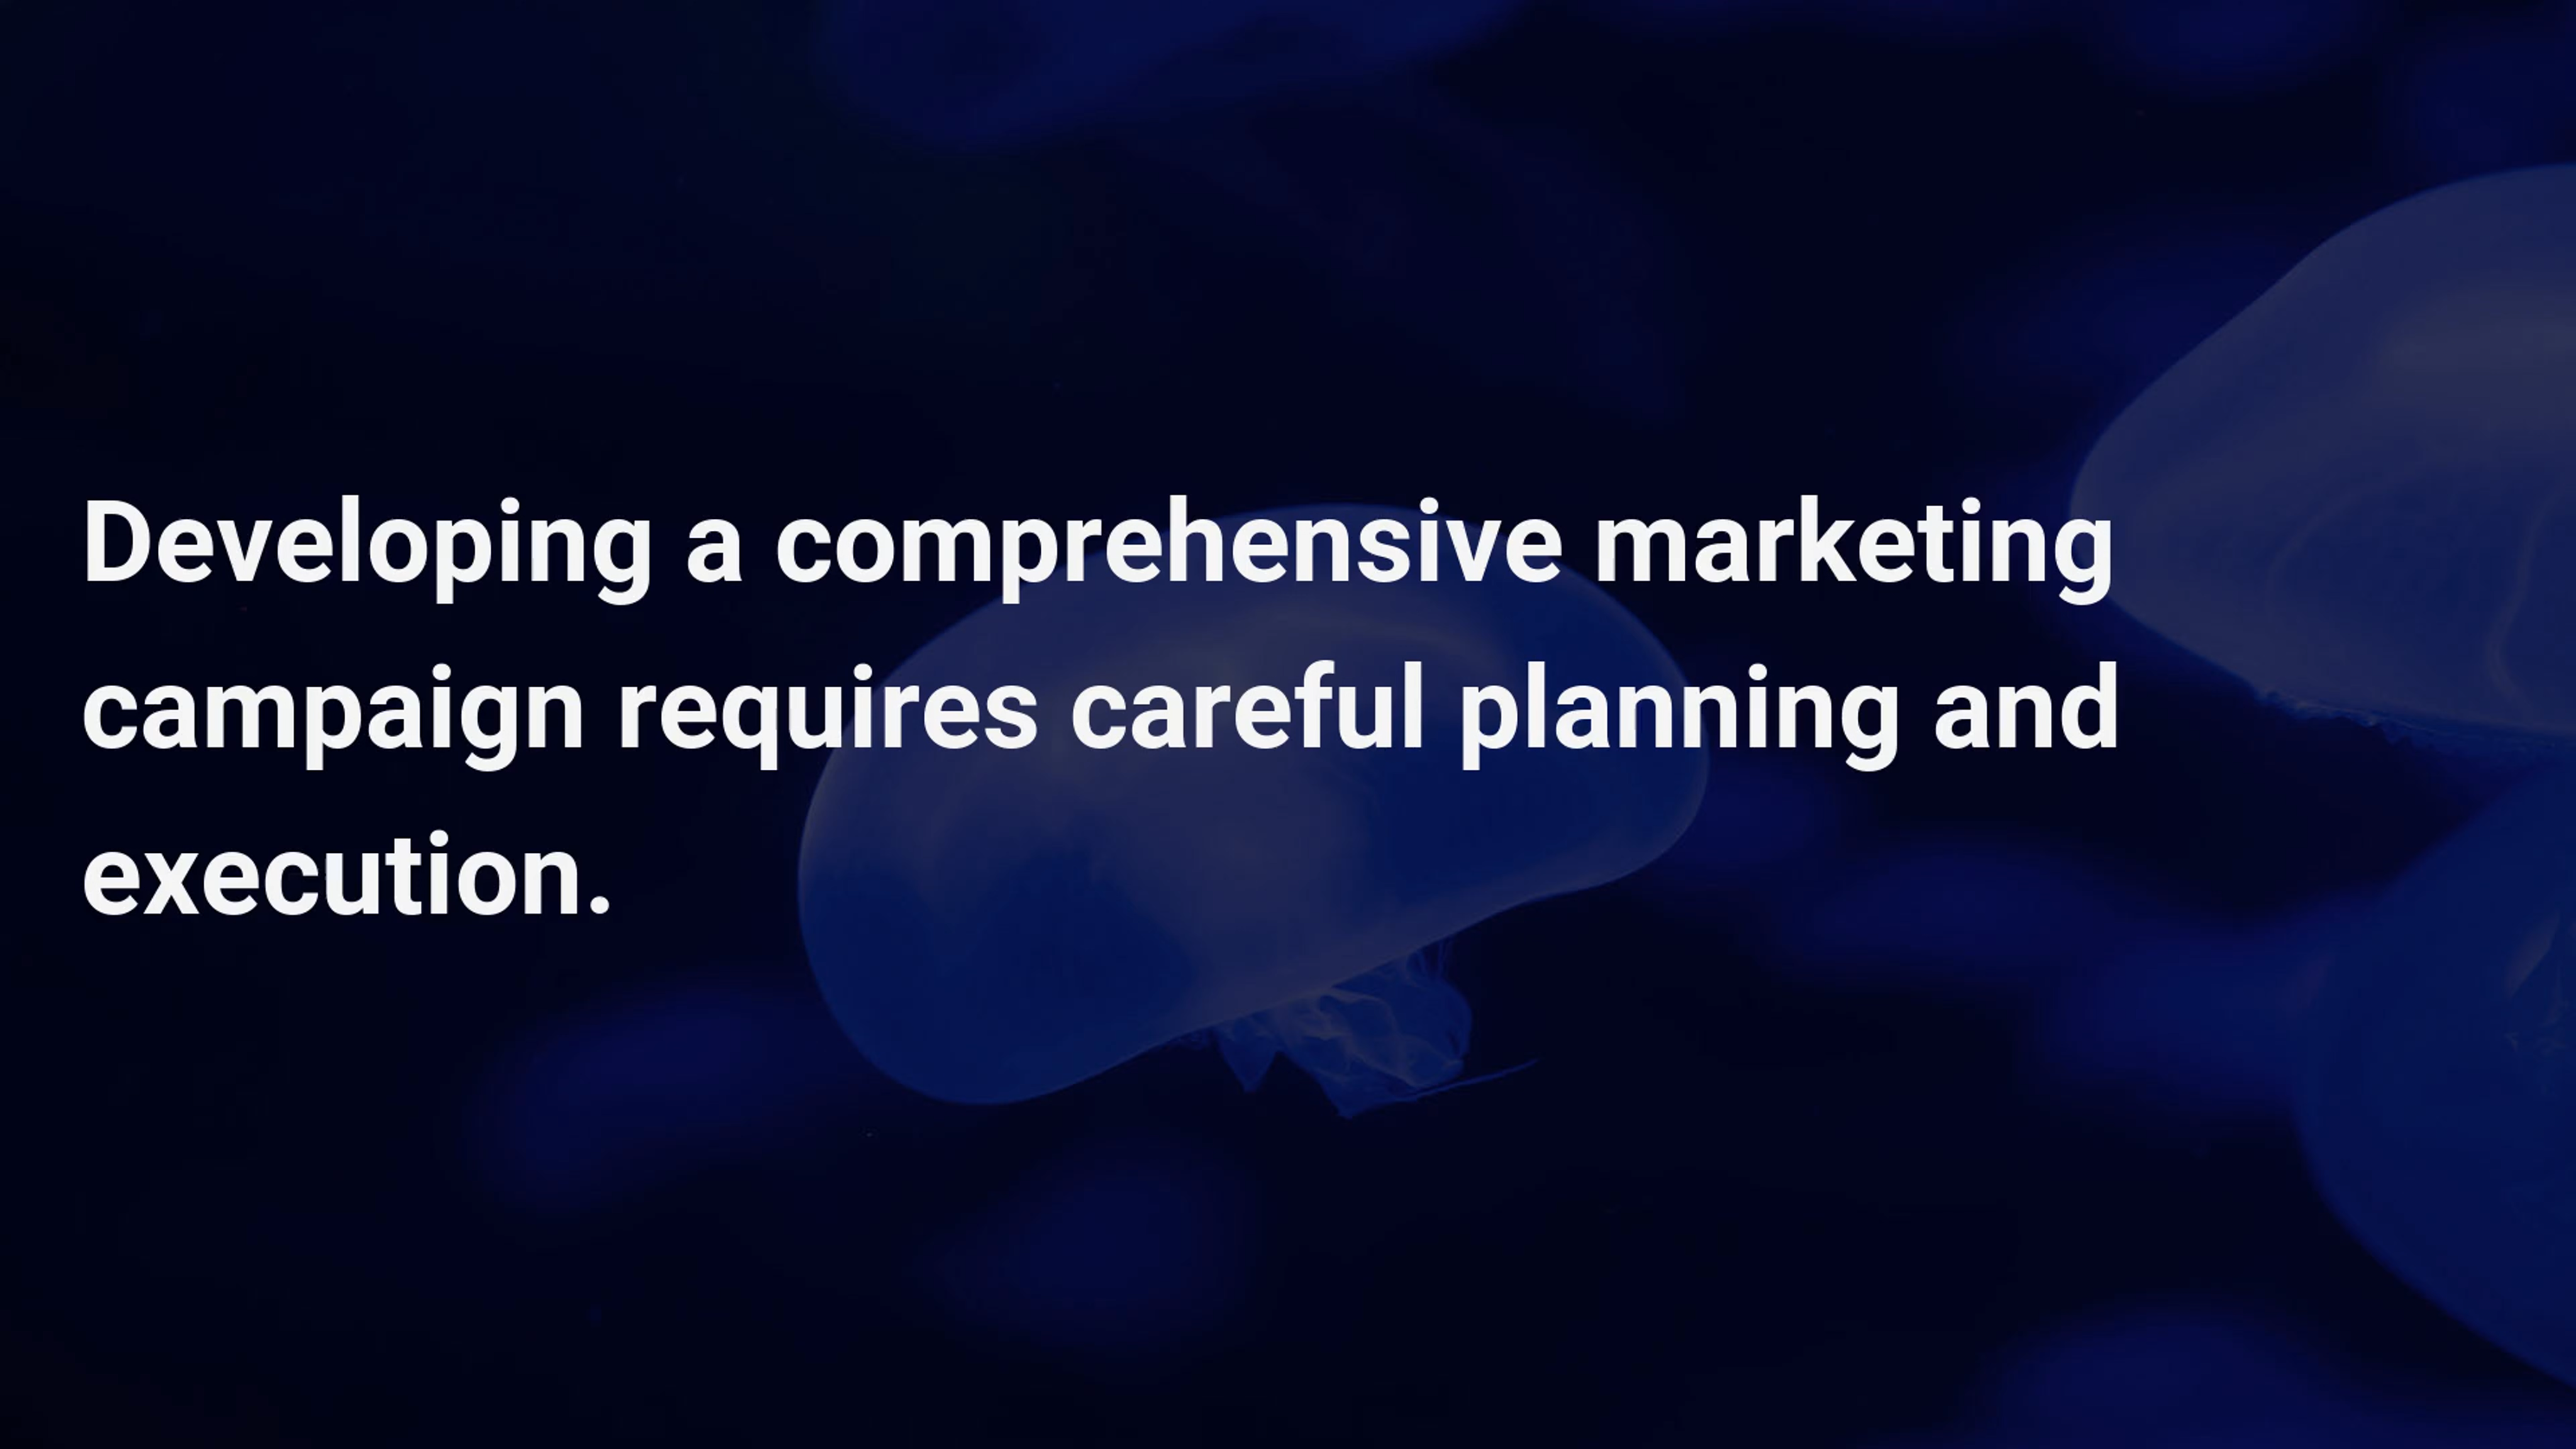 Developing a comprehensive marketing
campaign requires careful planning and
execution.